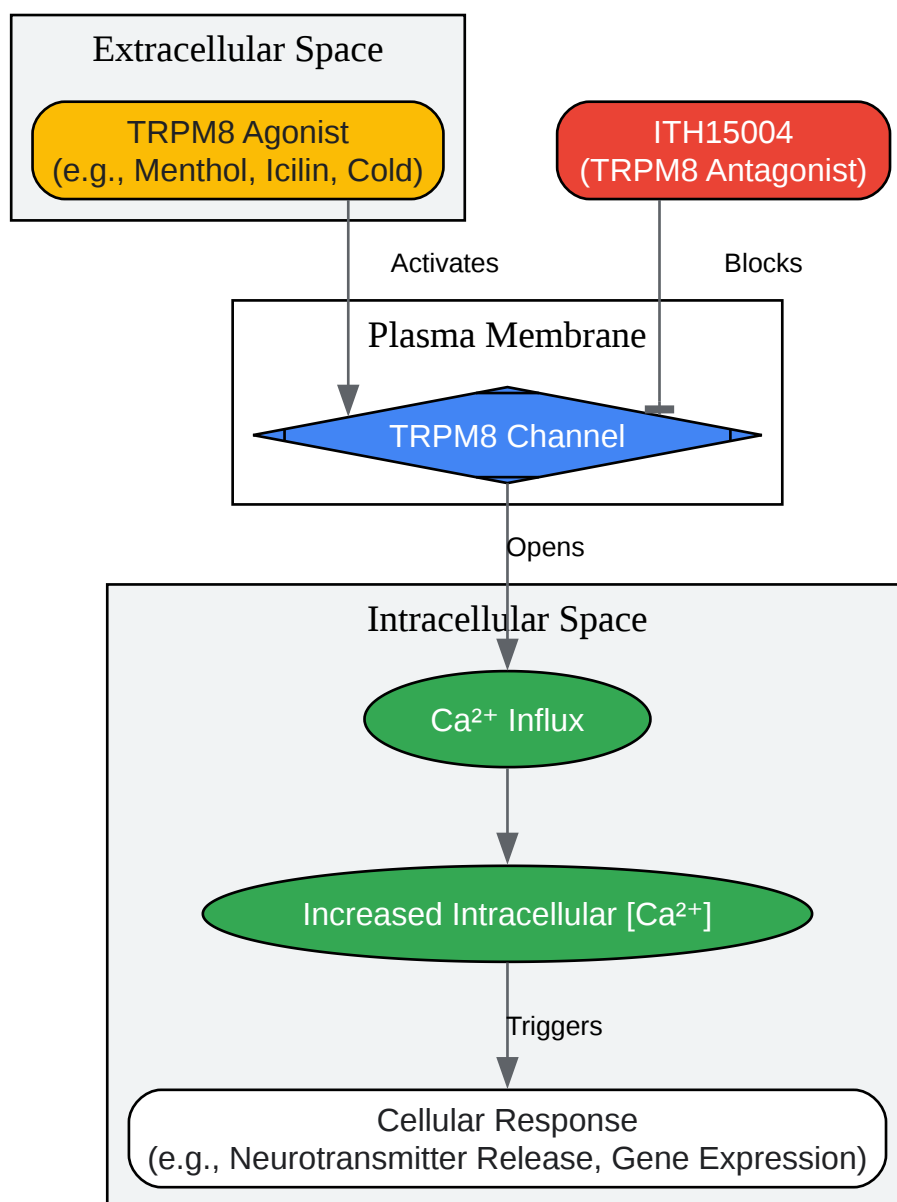 Extracellular Space
TRPM8 Agonist
(e.g., Menthol, Icilin, Cold)
ITH15004
(TRPM8 Antagonist)
Activates
Blocks
Plasma Membrane
TRPM8 Channel
Opens
Intracellular Space
Ca²⁺ Influx
Increased Intracellular [Ca²⁺]
Triggers
Cellular Response
(e.g., Neurotransmitter Release, Gene Expression)